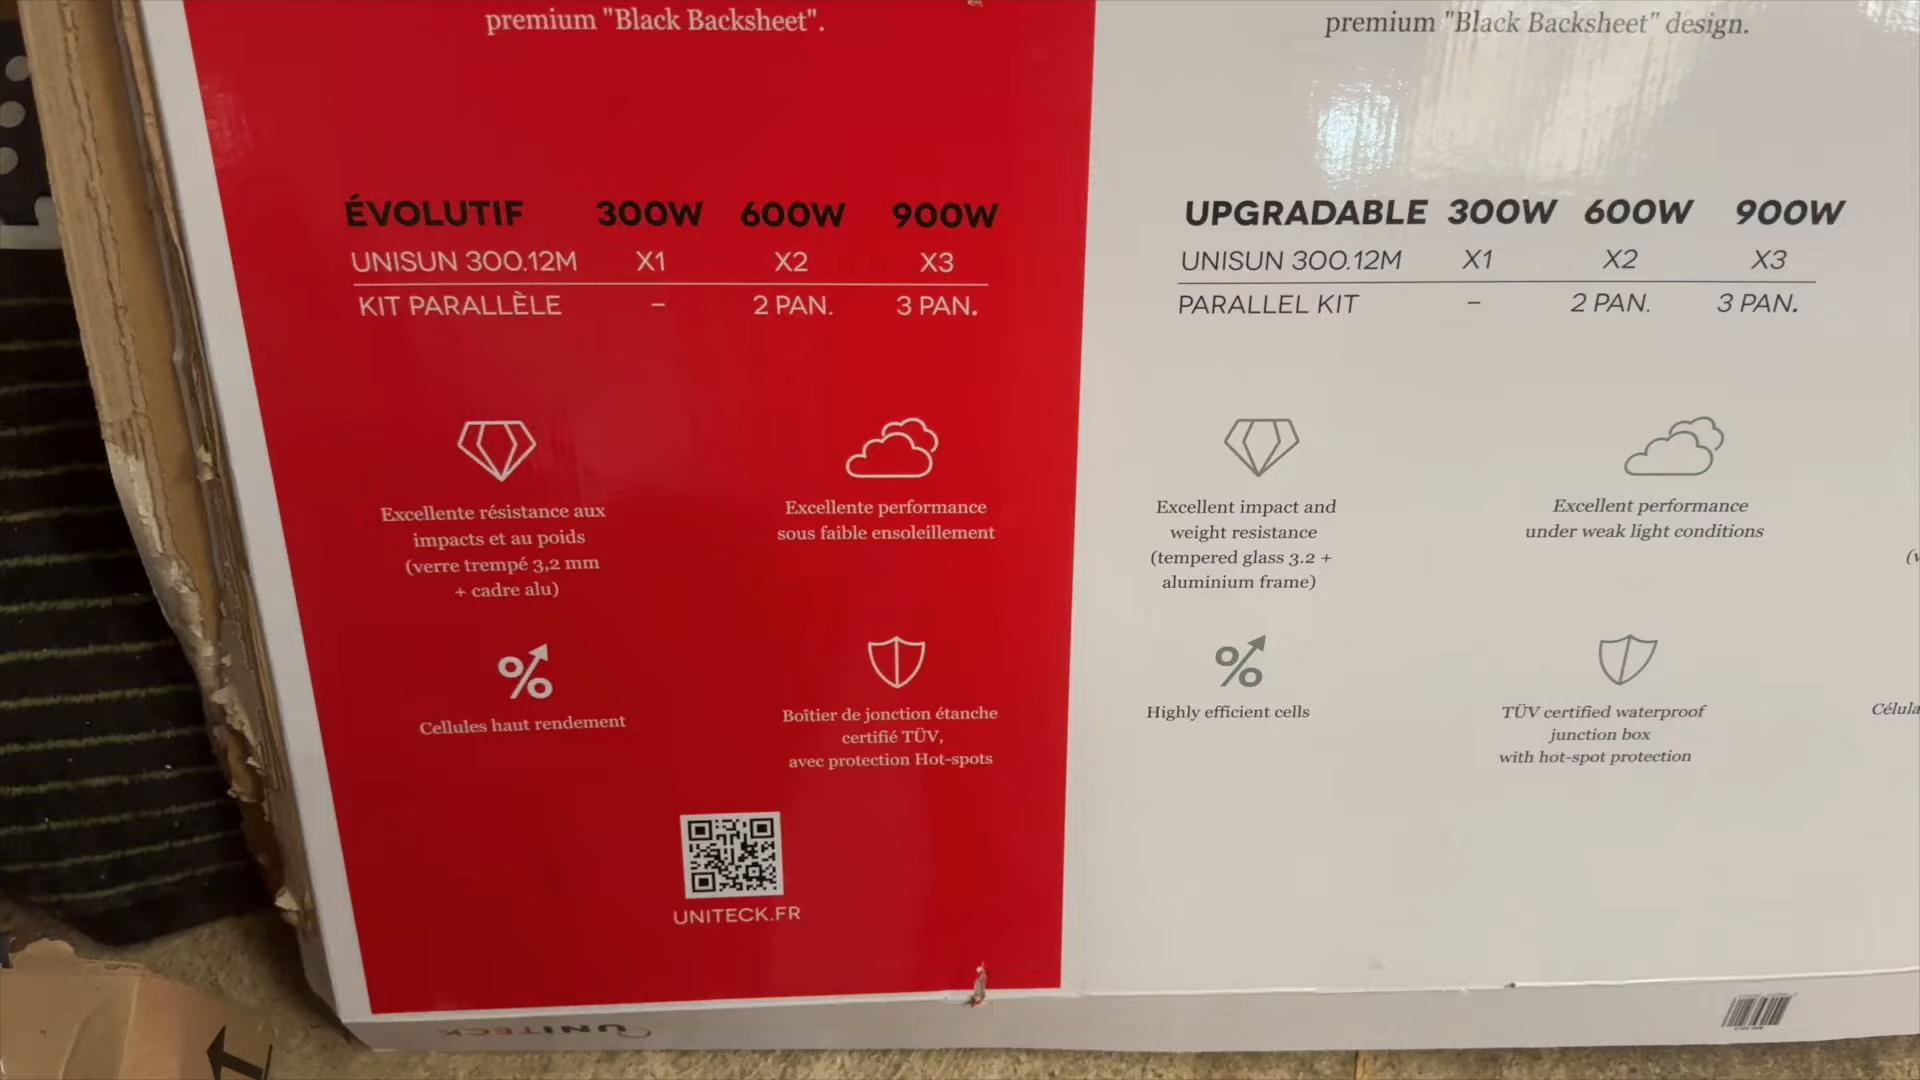 premium "Black Backsheet".
ÉVOLUTIF 300W 600W 900W
UNISUN 300.12M X1 X2 X3
KIT PARALLÈLE – 2 PAN. 3 PAN.
Excellente résistance aux
impacts et au poids
(verre trempé 3,2 mm
+ cadre alu)
Excellente performance
sous faible ensoleillement
Cellules haut rendement
Boîtier de jonction étanche
certifié TÜV,
avec protection Hot-spots
UNITECK.FR
UNITECK
premium "Black Backsheet" design.
UPGRADABLE 300W 600W 900W
UNISUN 300.12M X1 X2 X3
PARALLEL KIT – 2 PAN. 3 PAN.
Excellent impact and
weight resistance
(tempered glass 3.2 +
aluminium frame)
Excellent performance
under weak light conditions
Highly efficient cells
TÜV certified waterproof
junction box
with hot-spot protection